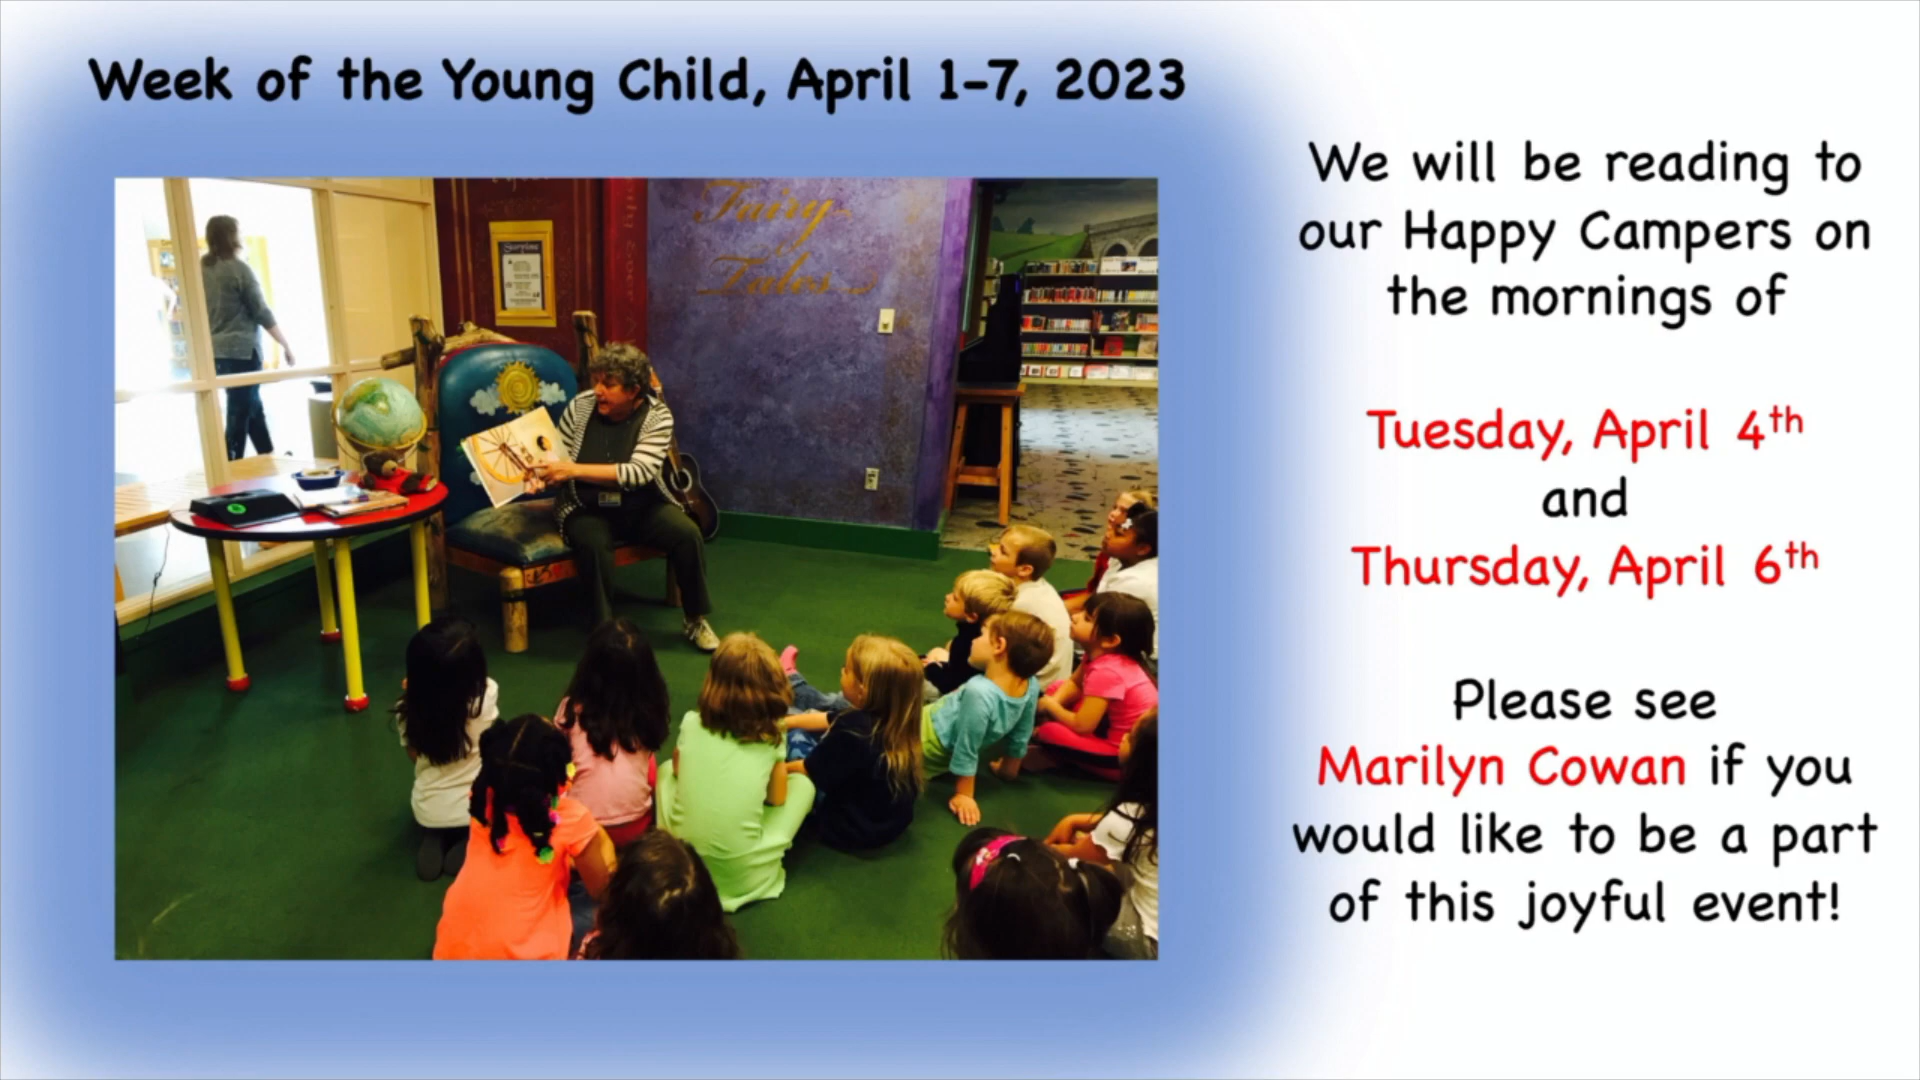 Week of the Young Child, April 1-7, 2023
We will be reading to
our Happy Campers on
the mornings of
Tuesday, April 4th
and
Thursday, April 6th
Please see
Marilyn Cowan if you
would like to be a part
of this joyful event!
Fairy
Tales
Storytime